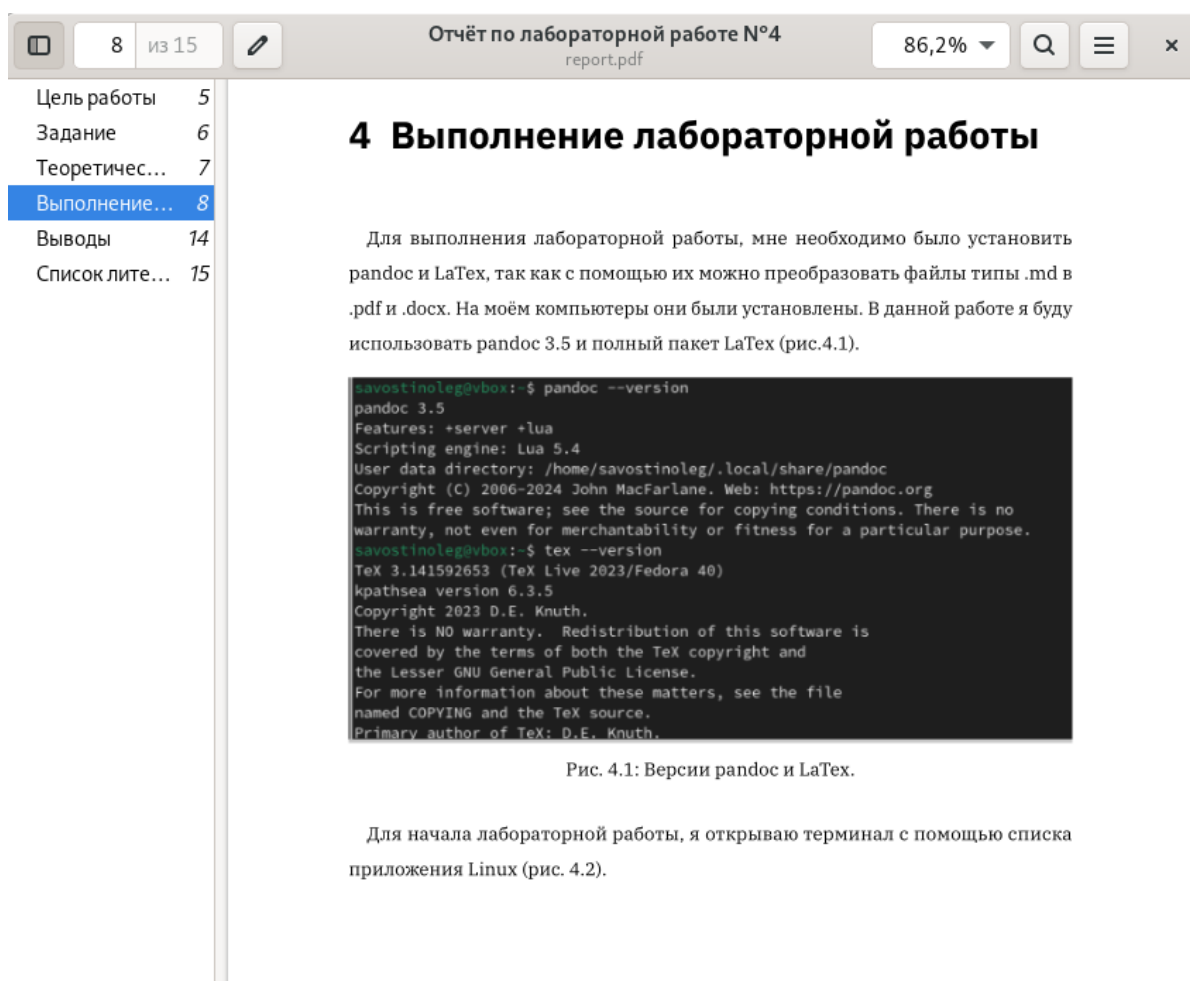 8 из 15
Отчёт по лабораторной работе №4
report.pdf
86,2%
Цель работы 5
Задание 6
Теоретичес... 7
Выполнение... 8
Выводы 14
Список лите... 15
4 Выполнение лабораторной работы
Для выполнения лабораторной работы, мне необходимо было установить
pandoc и LaTex, так как с помощью их можно преобразовать файлы типы .md в
.pdf и .docx. На моём компьютеры они были установлены. В данной работе я буду
использовать pandoc 3.5 и полный пакет LaTex (рис.4.1).
savostinoleg@vbox:~$ pandoc --version
pandoc 3.5
Features: +server +lua
Scripting engine: Lua 5.4
User data directory: /home/savostinoleg/.local/share/pandoc
Copyright (C) 2006-2024 John MacFarlane. Web: https://pandoc.org
This is free software; see the source for copying conditions. There is no
warranty, not even for merchantability or fitness for a particular purpose.
savostinoleg@vbox:~$ tex --version
TeX 3.141592653 (TeX Live 2023/Fedora 40)
kpathsea version 6.3.5
Copyright 2023 D.E. Knuth.
There is NO warranty.  Redistribution of this software is
covered by the terms of both the TeX copyright and
the Lesser GNU General Public License.
For more information about these matters, see the file
named COPYING and the TeX source.
Primary author of TeX: D.E. Knuth.
Рис. 4.1: Версии pandoc и LaTex.
Для начала лабораторной работы, я открываю терминал с помощью списка
приложения Linux (рис. 4.2).